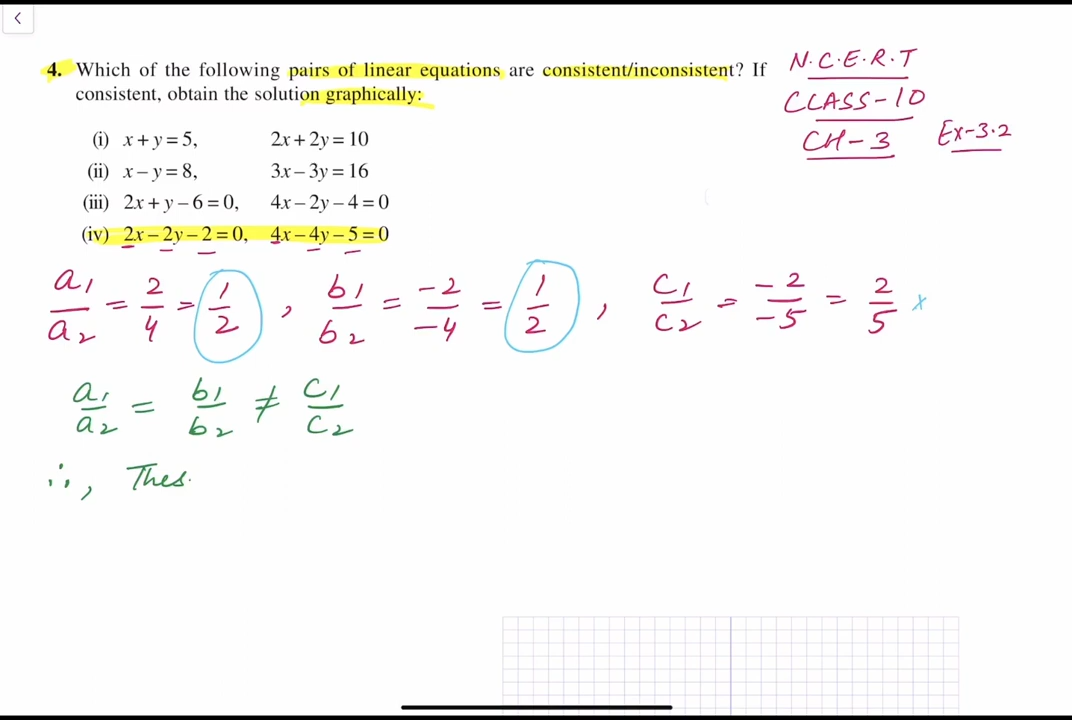 4. Which of the following pairs of linear equations are consistent/inconsistent? If
consistent, obtain the solution graphically:
(i) x + y = 5, 2x + 2y = 10
(ii) x – y = 8, 3x – 3y = 16
(iii) 2x + y – 6 = 0, 4x – 2y – 4 = 0
(iv) 2x – 2y – 2 = 0, 4x – 4y – 5 = 0
N.C.E.R.T
CLASS-10
CH-3 Ex-3.2
a1/a2 = 2/4 = 1/2, b1/b2 = -2/-4 = 1/2, c1/c2 = -2/-5 = 2/5 x
a1/a2 = b1/b2 ≠ c1/c2
∴, Thes.